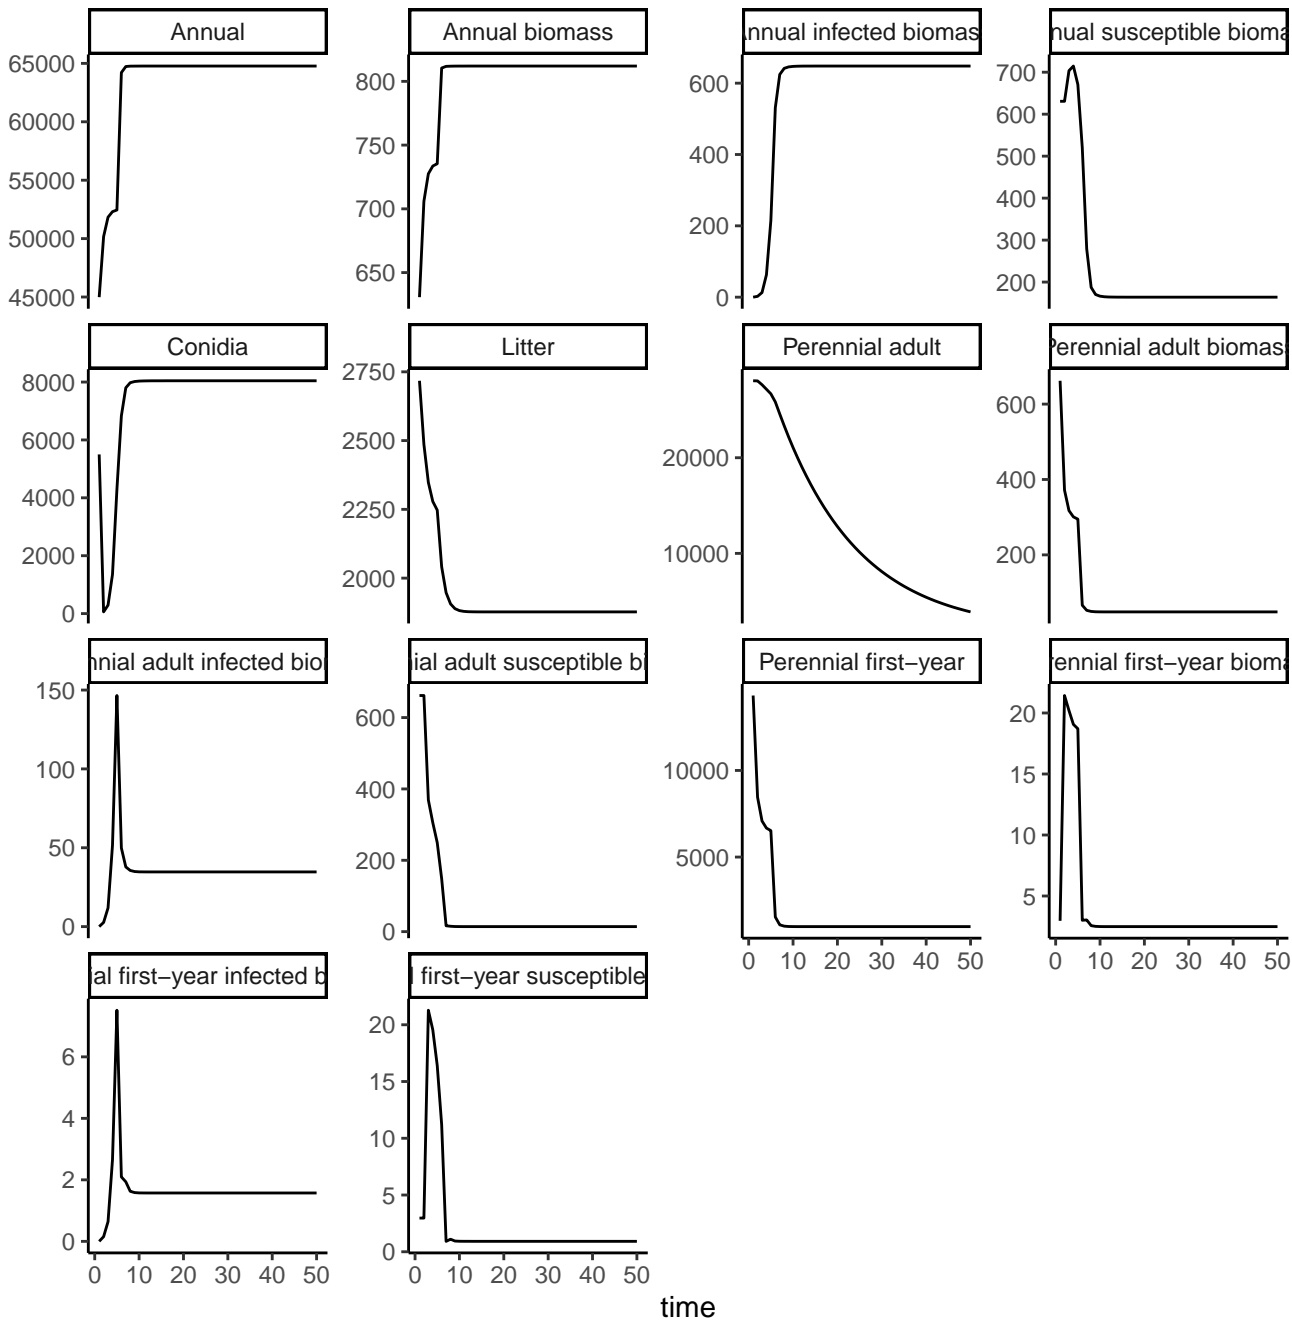 Annual
Annual biomass
Annual infected biomas
nual susceptible bioma
65000
60000
55000
50000
45000
800
750
700
650
600
400
200
0
700
600
500
400
300
200
Conidia
Litter
Perennial adult
Perennial adult biomass
8000
6000
4000
2000
0
2750
2500
2250
2000
20000
10000
600
400
200
nnial adult infected bio
ial adult susceptible bi
Perennial first−year
rennial first−year bioma
150
100
50
0
600
400
200
0
10000
5000
20
15
10
5
0 10 20 30 40 50
0 10 20 30 40 50
ial first−year infected b
l first−year susceptible
6
4
2
0
20
15
10
5
0
0 10 20 30 40 50
0 10 20 30 40 50
time